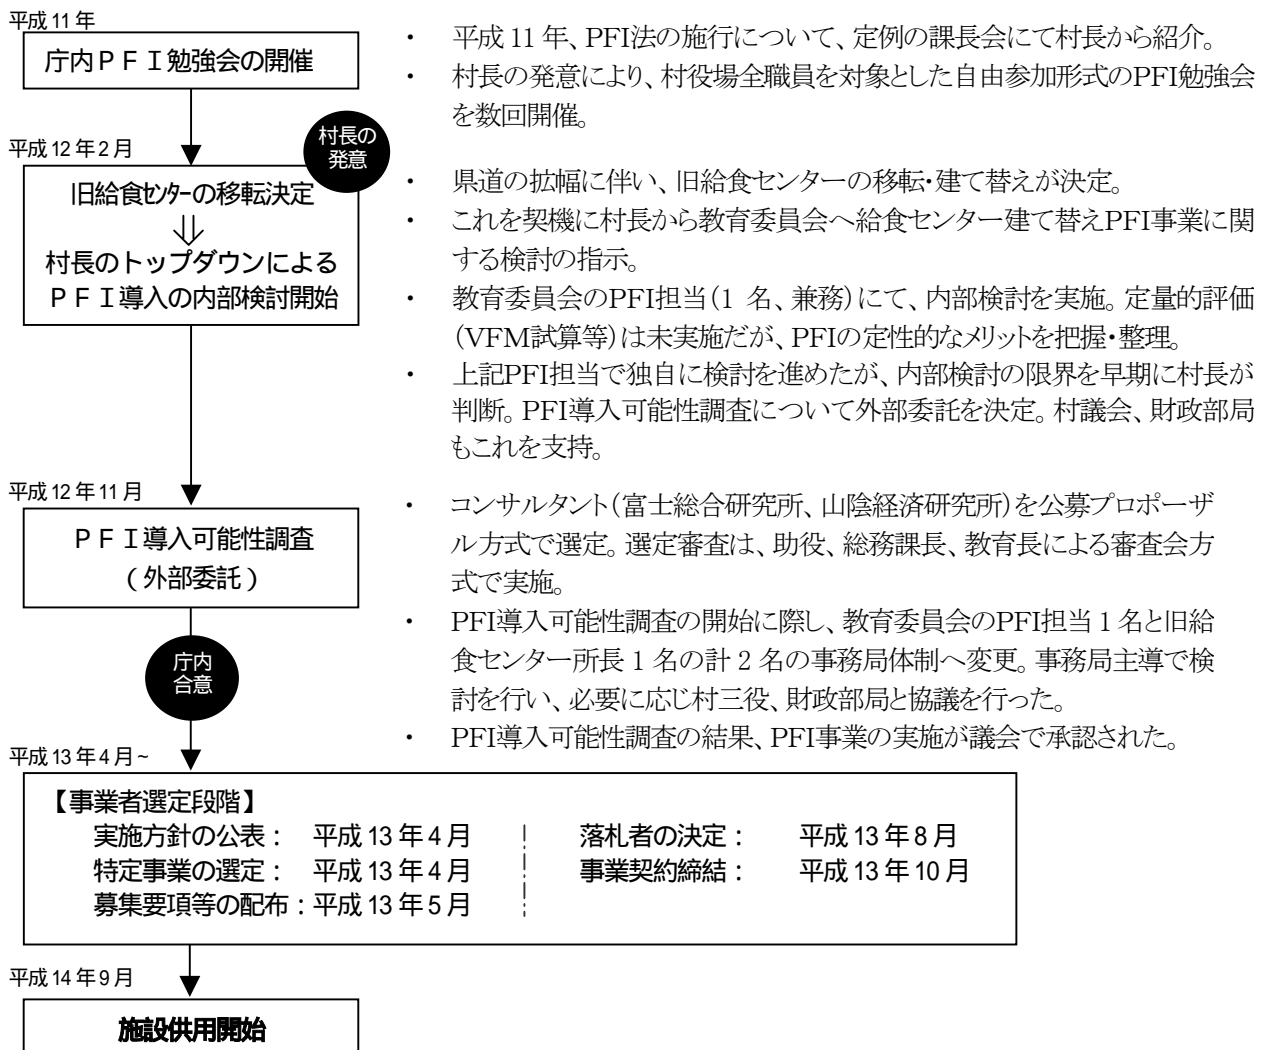 平成 11 年
庁内ＰＦＩ勉強会の開催
・ 平成 11 年、PFI法の施行について、定例の課長会にて村長から紹介。
・ 村長の発意により、村役場全職員を対象とした自由参加形式のPFI勉強会
を数回開催。
村長の
発意
平成 12 年 2 月
旧給食ｾﾝﾀｰの移転決定
⇓
村長のトップダウンによる
ＰＦＩ導入の内部検討開始
・ 県道の拡幅に伴い、旧給食センターの移転・建て替えが決定。
・ これを契機に村長から教育委員会へ給食センター建て替えPFI事業に関
する検討の指示。
・ 教育委員会のPFI担当（1 名、兼務）にて、内部検討を実施。定量的評価
（VFM試算等）は未実施だが、PFIの定性的なメリットを把握・整理。
・ 上記PFI担当で独自に検討を進めたが、内部検討の限界を早期に村長が
判断。PFI導入可能性調査について外部委託を決定。村議会、財政部局
もこれを支持。
平成 12 年 11 月
ＰＦＩ導入可能性調査
（外部委託）
・ コンサルタント（富士総合研究所、山陰経済研究所）を公募プロポーザ
ル方式で選定。選定審査は、助役、総務課長、教育長による審査会方
式で実施。
・ PFI導入可能性調査の開始に際し、教育委員会のPFI担当 1 名と旧給
食センター所長 1 名の計 2 名の事務局体制へ変更。事務局主導で検
討を行い、必要に応じ村三役、財政部局と協議を行った。
・ PFI導入可能性調査の結果、PFI事業の実施が議会で承認された。
庁内
合意
平成 13 年 4 月～
【事業者選定段階】
実施方針の公表： 平成 13 年 4 月 落札者の決定： 平成 13 年 8 月
特定事業の選定： 平成 13 年 4 月 事業契約締結： 平成 13 年 10 月
募集要項等の配布：平成 13 年 5 月
平成 14 年 9 月
施設供用開始